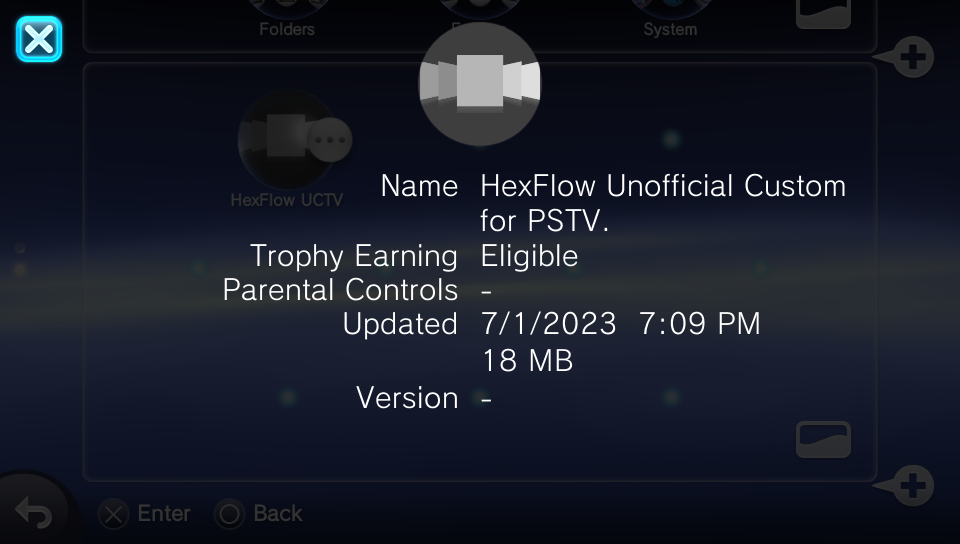 Folders
System
HexFlow UCTV
Name HexFlow Unofficial Custom
for PSTV.
Trophy Earning Eligible
Parental Controls -
Updated 7/1/2023 7:09 PM
18 MB
Version -
Enter
Back